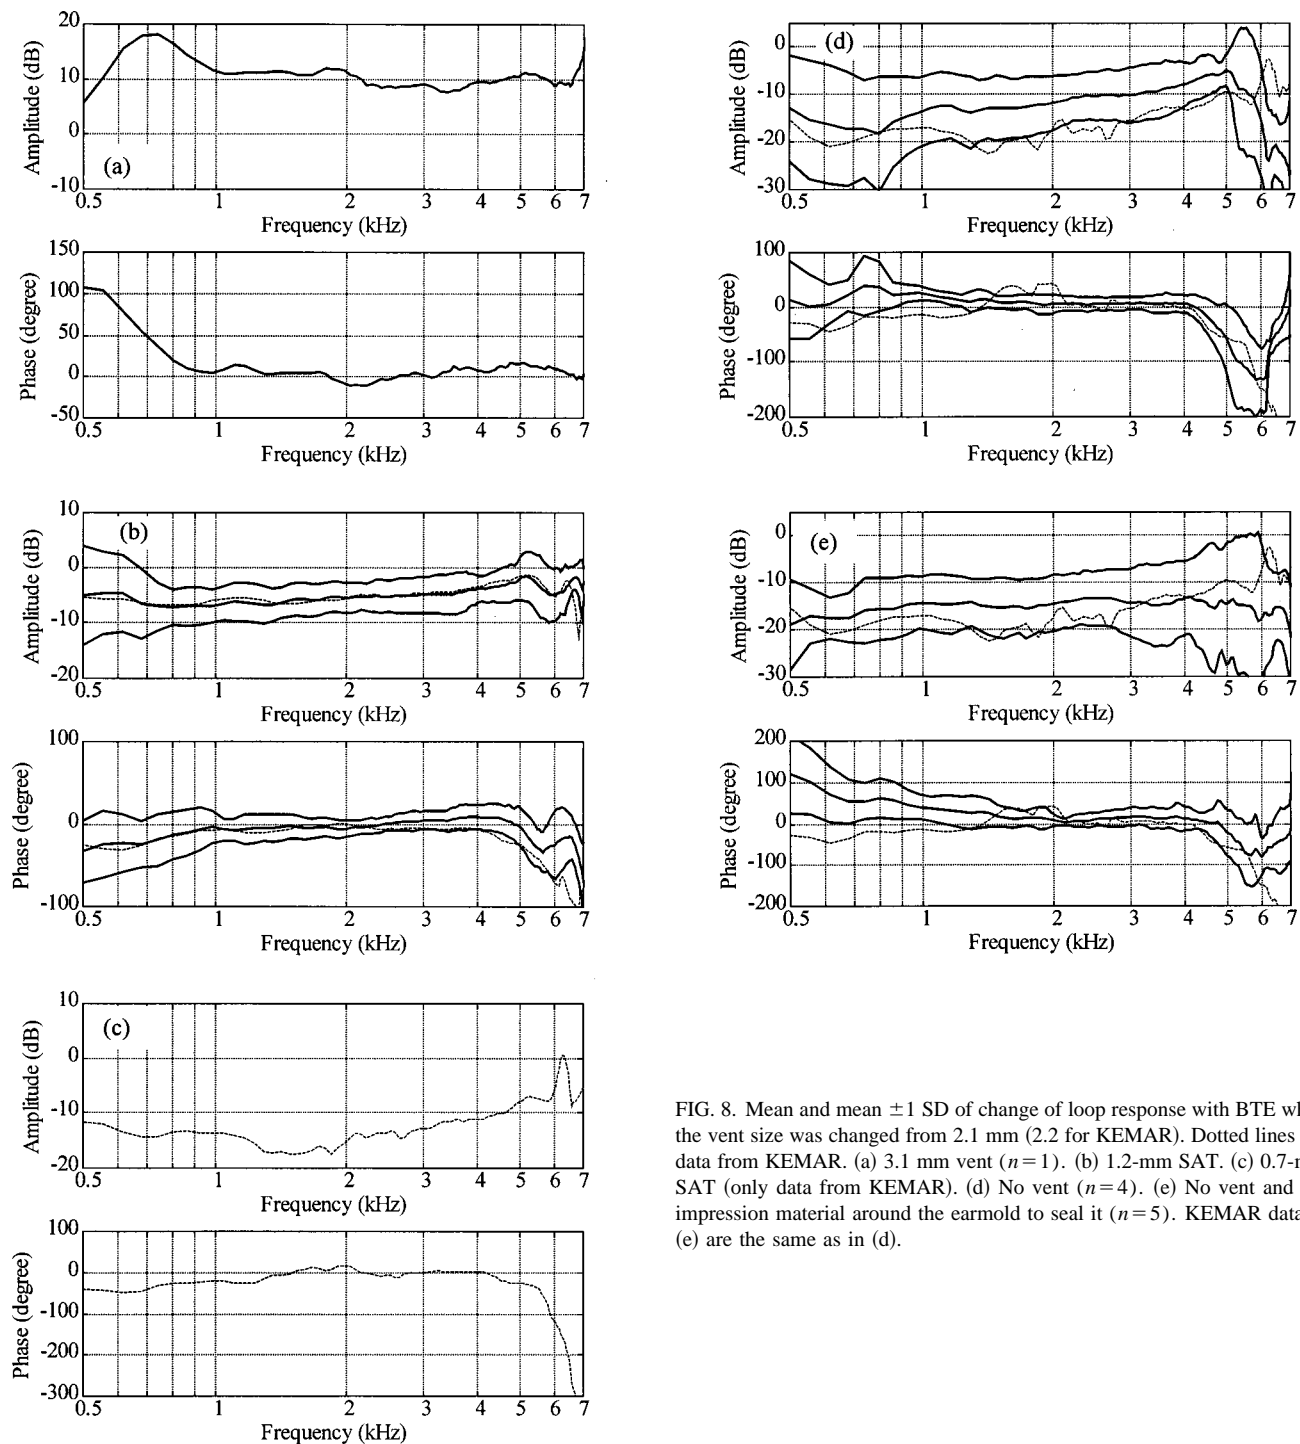 20
10
0
-10
Amplitude (dB)
(a)
0.5 1 2 3 4 5 6 7
Frequency (kHz)
150
100
50
0
-50
Phase (degree)
0.5 1 2 3 4 5 6 7
Frequency (kHz)
10
0
-10
-20
Amplitude (dB)
(b)
0.5 1 2 3 4 5 6 7
Frequency (kHz)
100
0
-100
Phase (degree)
0.5 1 2 3 4 5 6 7
Frequency (kHz)
10
0
-10
-20
Amplitude (dB)
(c)
0.5 1 2 3 4 5 6 7
Frequency (kHz)
100
0
-100
-200
-300
Phase (degree)
0.5 1 2 3 4 5 6 7
Frequency (kHz)
0
-10
-20
-30
Amplitude (dB)
(d)
0.5 1 2 3 4 5 6 7
Frequency (kHz)
100
0
-100
-200
Phase (degree)
0.5 1 2 3 4 5 6 7
Frequency (kHz)
0
-10
-20
-30
Amplitude (dB)
(e)
0.5 1 2 3 4 5 6 7
Frequency (kHz)
200
100
0
-100
-200
Phase (degree)
0.5 1 2 3 4 5 6 7
Frequency (kHz)
FIG. 8. Mean and mean ±1 SD of change of loop response with BTE
the vent size was changed from 2.1 mm (2.2 for KEMAR). Dotted lines
data from KEMAR. (a) 3.1 mm vent (n=1). (b) 1.2-mm SAT. (c)
SAT (only data from KEMAR). (d) No vent (n=4). (e) No vent and
impression material around the earmold to seal it (n=5). KEMAR data
(e) are the same as in (d).